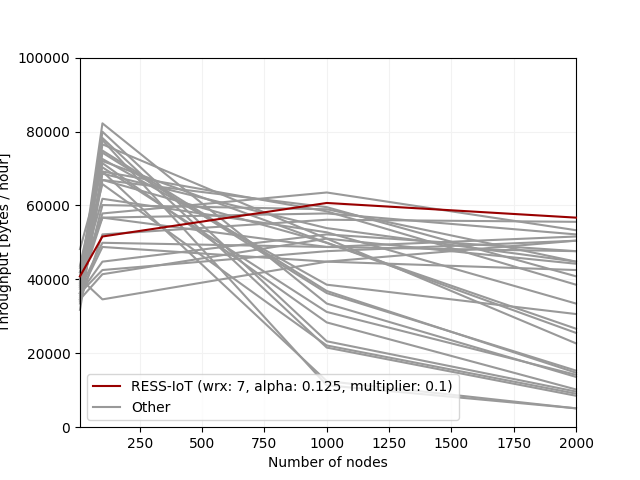 100000
80000
60000
40000
20000
0
Throughput [bytes / hour]
RESS-IoT (wrx: 7, alpha: 0.125, multiplier: 0.1)
Other
250 500 750 1000 1250 1500 1750 2000
Number of nodes